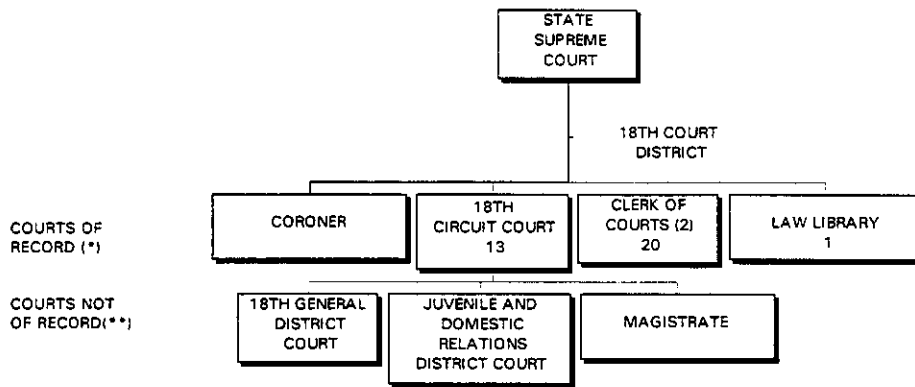 STATE
SUPREME
COURT
18TH COURT
DISTRICT
COURTS OF
RECORD (*)
CORONER
18TH
CIRCUIT COURT
13
CLERK OF
COURTS (2)
20
LAW LIBRARY
1
COURTS NOT
OF RECORD(**)
18TH GENERAL
DISTRICT
COURT
JUVENILE AND
DOMESTIC
RELATIONS
DISTRICT COURT
MAGISTRATE